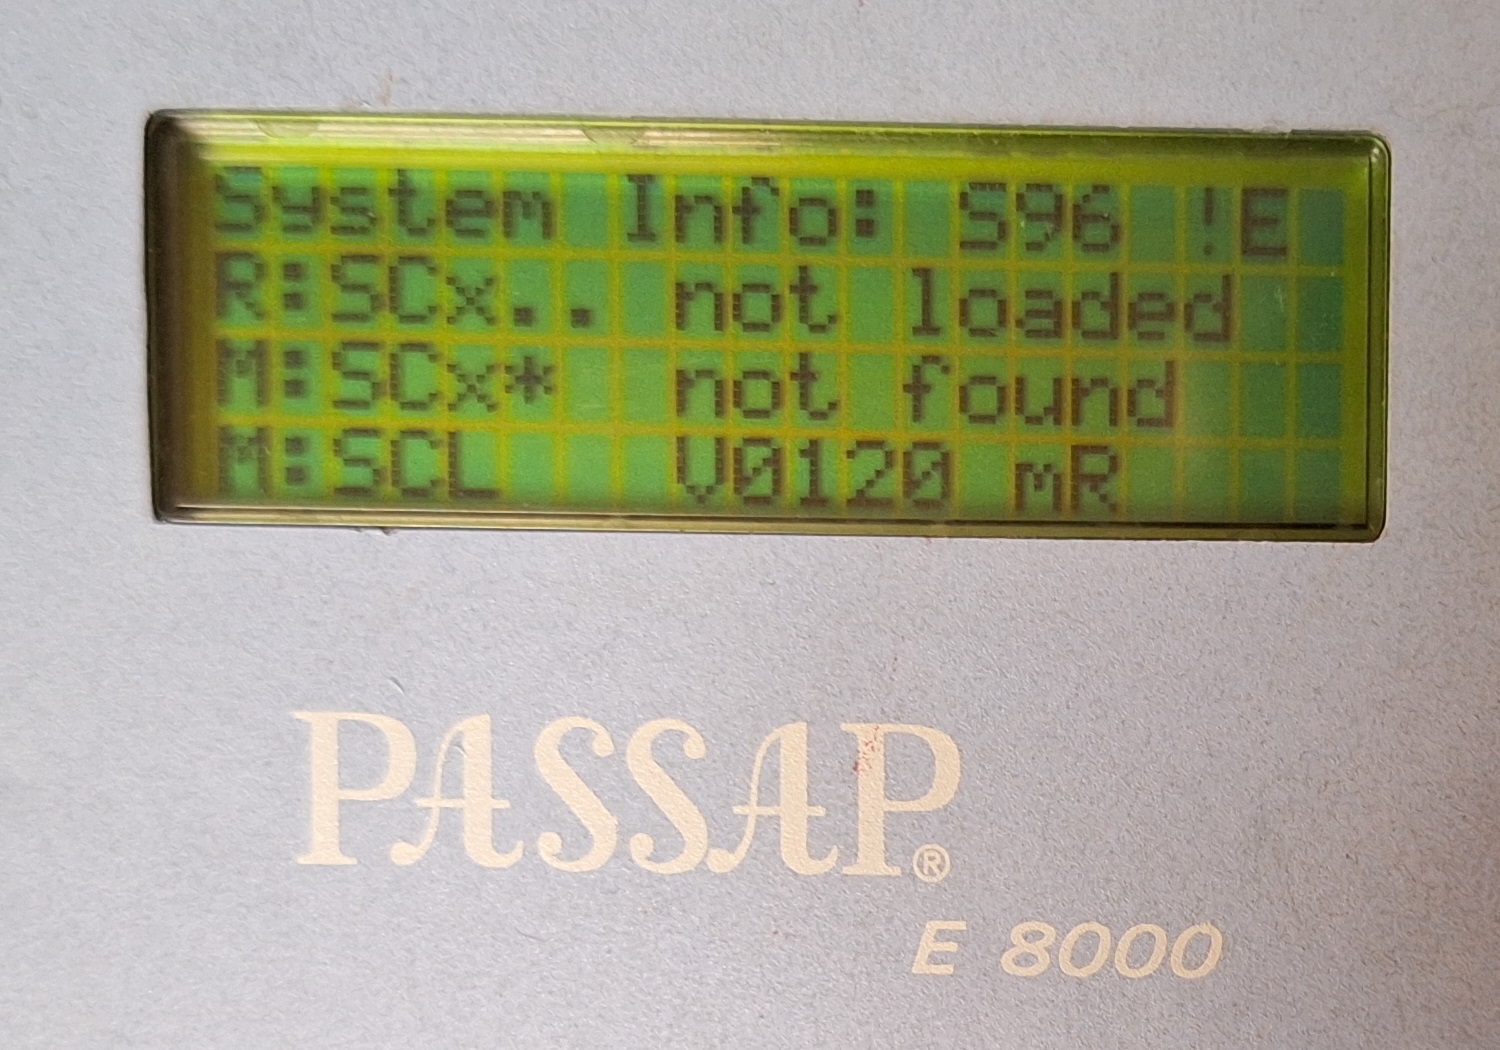 System Info: S96 !E
R:SCx.. not loaded
M:SCx* not found
M:SCL V0120 mR
PASSAP®
E 8000